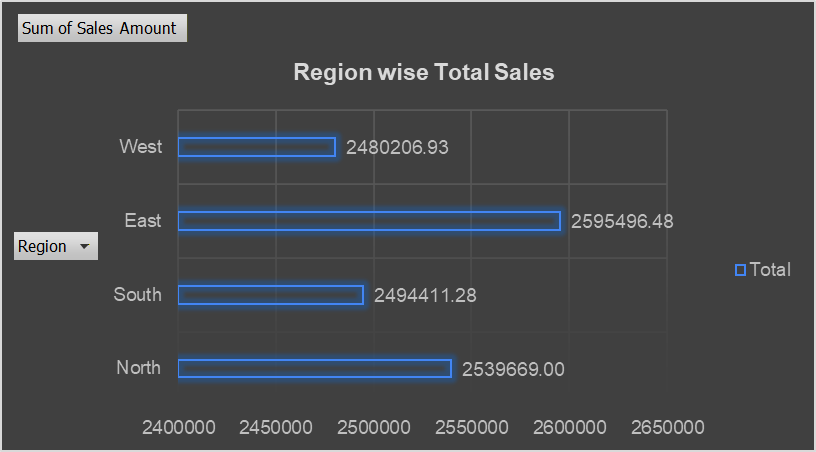 Sum of Sales Amount
Region wise Total Sales
West 2480206.93
East 2595496.48
Region
South 2494411.28
Total
North 2539669.00
2400000 2450000 2500000 2550000 2600000 2650000